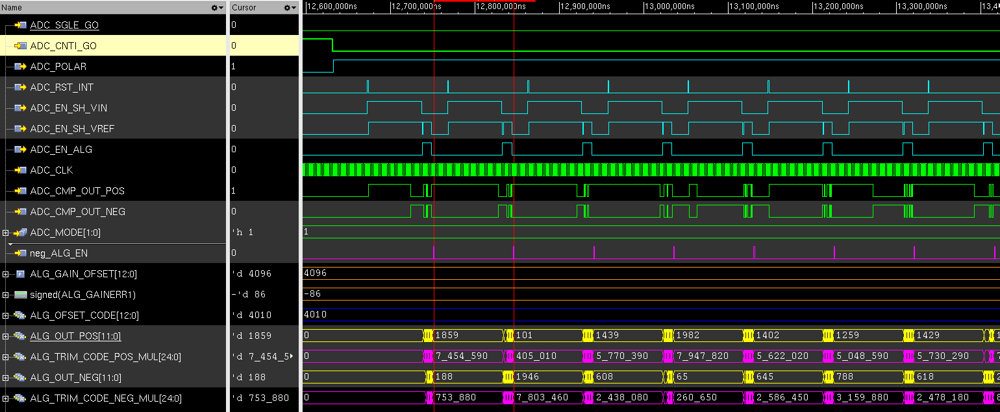 Name Cursor 12,600,000ns 12,700,000ns 12,800,000ns 12,900,000ns 13,000,000ns 13,100,000ns 13,200,000ns 13,300,000ns 13,4
ADC_SGLE_GO 0
ADC_CNTI_GO 0
ADC_POLAR 1
ADC_RST_INT 0
ADC_EN_SH_VIN 0
ADC_EN_SH_VREF 0
ADC_EN_ALG 0
ADC_CLK 0
ADC_CMP_OUT_POS 1
ADC_CMP_OUT_NEG 0
ADC_MODE[1:0] 'h 1 1
neg_ALG_EN 0
P ALG_GAIN_OFSET[12:0] 'd 4096 4096
signed(ALG_GAINERR1) -'d 86 -86
ALG_OFSET_CODE[12:0] 'd 4010 4010
ALG_OUT_POS[11:0] 'd 1859 0 1859 101 1439 1982 1402 1259 1429 1
ALG_TRIM_CODE_POS_MUL[24:0] 'd 7_454_5 0 7_454_590 405_010 5_770_390 7_947_820 5_622_020 5_048_590 5_730_290 7
ALG_OUT_NEG[11:0] 'd 188 0 188 1946 608 65 645 788 618 2
ALG_TRIM_CODE_NEG_MUL[24:0] 'd 753_880 0 753_880 7_803_460 2_438_080 260_650 2_586_450 3_159_880 2_478_180 8